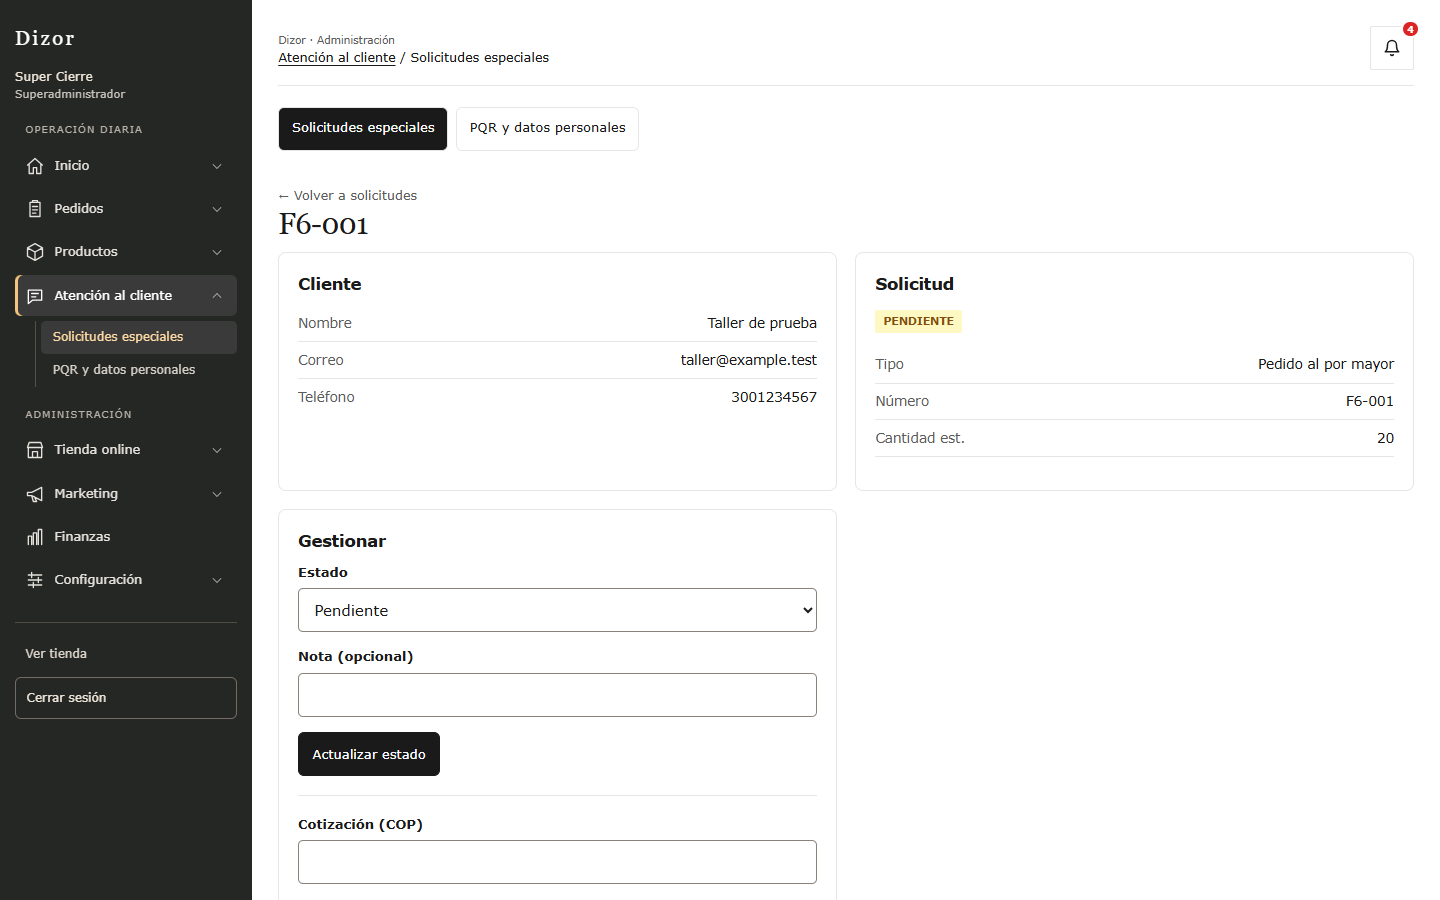 Dizor
Super Cierre
Superadministrador
OPERACIÓN DIARIA
Inicio
Pedidos
Productos
Atención al cliente
Solicitudes especiales
PQR y datos personales
ADMINISTRACIÓN
Tienda online
Marketing
Finanzas
Configuración
Ver tienda
Cerrar sesión
Dizor · Administración
Atención al cliente / Solicitudes especiales
4
Solicitudes especiales
PQR y datos personales
← Volver a solicitudes
F6-001
Cliente
Nombre Taller de prueba
Correo taller@example.test
Teléfono 3001234567
Solicitud
PENDIENTE
Tipo Pedido al por mayor
Número F6-001
Cantidad est. 20
Gestionar
Estado
Pendiente
Nota (opcional)
Actualizar estado
Cotización (COP)